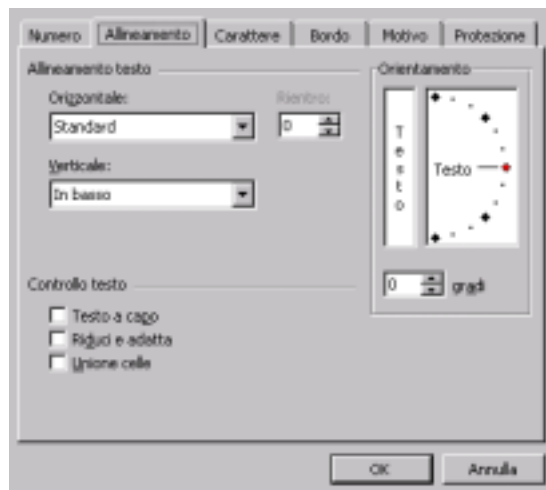 Numero Allineamento Carattere Bordo Motivo Protezione
Allineamento testo
Orizzontale:
Rientro:
Standard
0
Verticale:
In basso
Orientamento
Testo
Testo
0 gradi
Controllo testo
Testo a capo
Riduci e adatta
Unione celle
OK Annulla